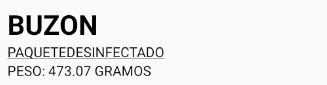 BUZON
PAQUETEDESINFECTADO
PESO: 473.07 GRAMOS